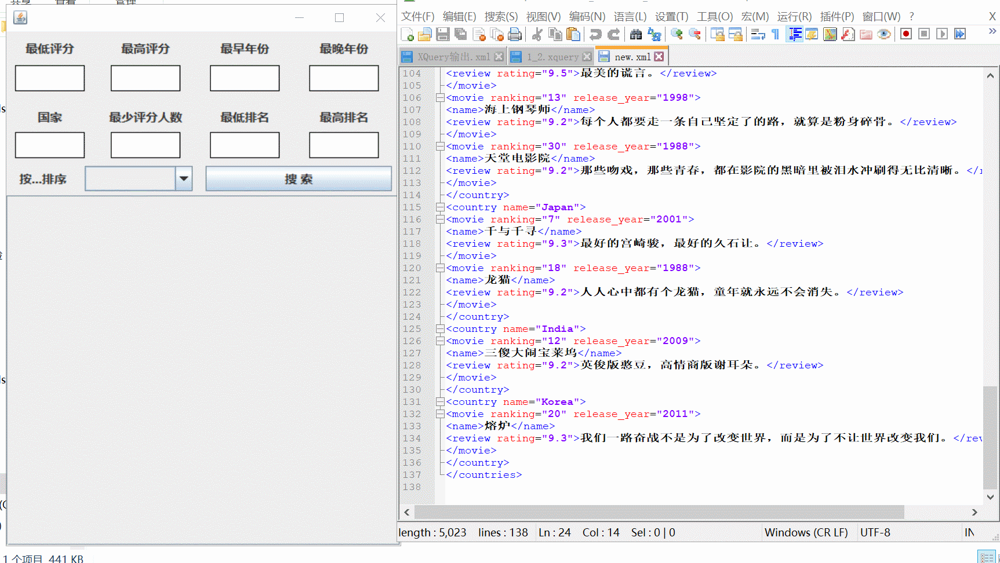 最低评分 最高评分 最早年份 最晚年份
国家 最少评分人数 最低排名 最高排名
按...排序 搜 索
1 个项目 441 KB
文件(F) 编辑(E) 搜索(S) 视图(V) 编码(N) 语言(L) 设置(T) 工具(O) 宏(M) 运行(R) 插件(P) 窗口(W) ? X
XQuery输出.xml 1_2.xquery new.xml
104 <review rating="9.5">最美的谎言。</review>
105 </movie>
106 <movie ranking="13" release_year="1998">
107 <name>海上钢琴师</name>
108 <review rating="9.2">每个人都要走一条自己坚定了的路，就算是粉身碎骨。</review>
109 </movie>
110 <movie ranking="30" release_year="1988">
111 <name>天堂电影院</name>
112 <review rating="9.2">那些吻戏，那些青春，都在影院的黑暗里被泪水冲刷得无比清晰。</r
113 </movie>
114 </country>
115 <country name="Japan">
116 <movie ranking="7" release_year="2001">
117 <name>千与千寻</name>
118 <review rating="9.3">最好的宫崎骏，最好的久石让。</review>
119 </movie>
120 <movie ranking="18" release_year="1988">
121 <name>龙猫</name>
122 <review rating="9.2">人人心中都有个龙猫，童年就永远不会消失。</review>
123 </movie>
124 </country>
125 <country name="India">
126 <movie ranking="12" release_year="2009">
127 <name>三傻大闹宝莱坞</name>
128 <review rating="9.2">英俊版憨豆，高情商版谢耳朵。</review>
129 </movie>
130 </country>
131 <country name="Korea">
132 <movie ranking="20" release_year="2011">
133 <name>熔炉</name>
134 <review rating="9.3">我们一路奋战不是为了改变世界，而是为了不让世界改变我们。</rev
135 </movie>
136 </country>
137 </countries>
138
length : 5,023 lines : 138 Ln : 24 Col : 14 Sel : 0 | 0 Windows (CR LF) UTF-8 IN